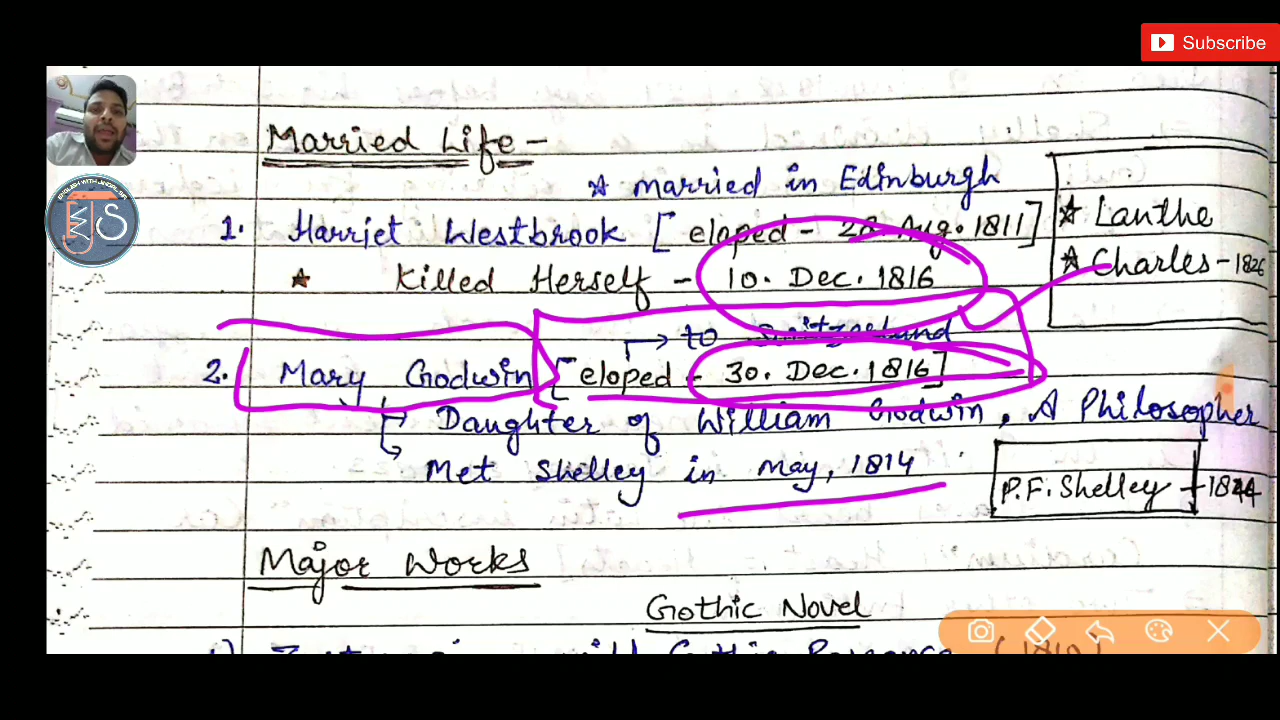 Subscribe
Married Life -
☆ married in Edinburgh
1. Harriet Westbrook [eloped - 28. Aug. 1811]
★ Killed Herself - 10. Dec. 1816
★ Lanthe
★ Charles - 1826
→ to Switzerland
2. Mary Godwin [eloped - 30. Dec. 1816]
→ Daughter of William Godwin, A Philosopher
→ Met Shelley in May, 1814
P.F. Shelley
Major Works
Gothic Novel